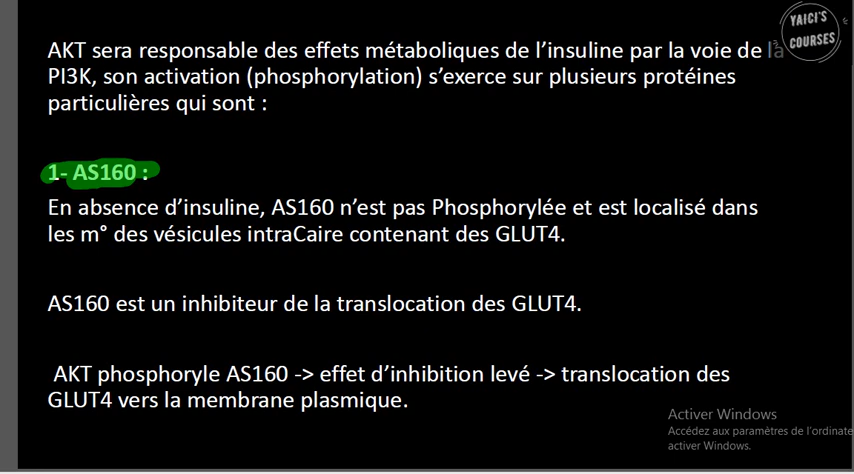 YAICI'S
COURSES
AKT sera responsable des effets métaboliques de l'insuline par la voie de la
PI3K, son activation (phosphorylation) s'exerce sur plusieurs protéines
particulières qui sont :
1- AS160 :
En absence d'insuline, AS160 n'est pas Phosphorylée et est localisé dans
les m° des vésicules intraCaire contenant des GLUT4.
AS160 est un inhibiteur de la translocation des GLUT4.
AKT phosphoryle AS160 -> effet d'inhibition levé -> translocation des
GLUT4 vers la membrane plasmique.
Activer Windows
Accédez aux paramètres de l'ordinate
activer Windows.